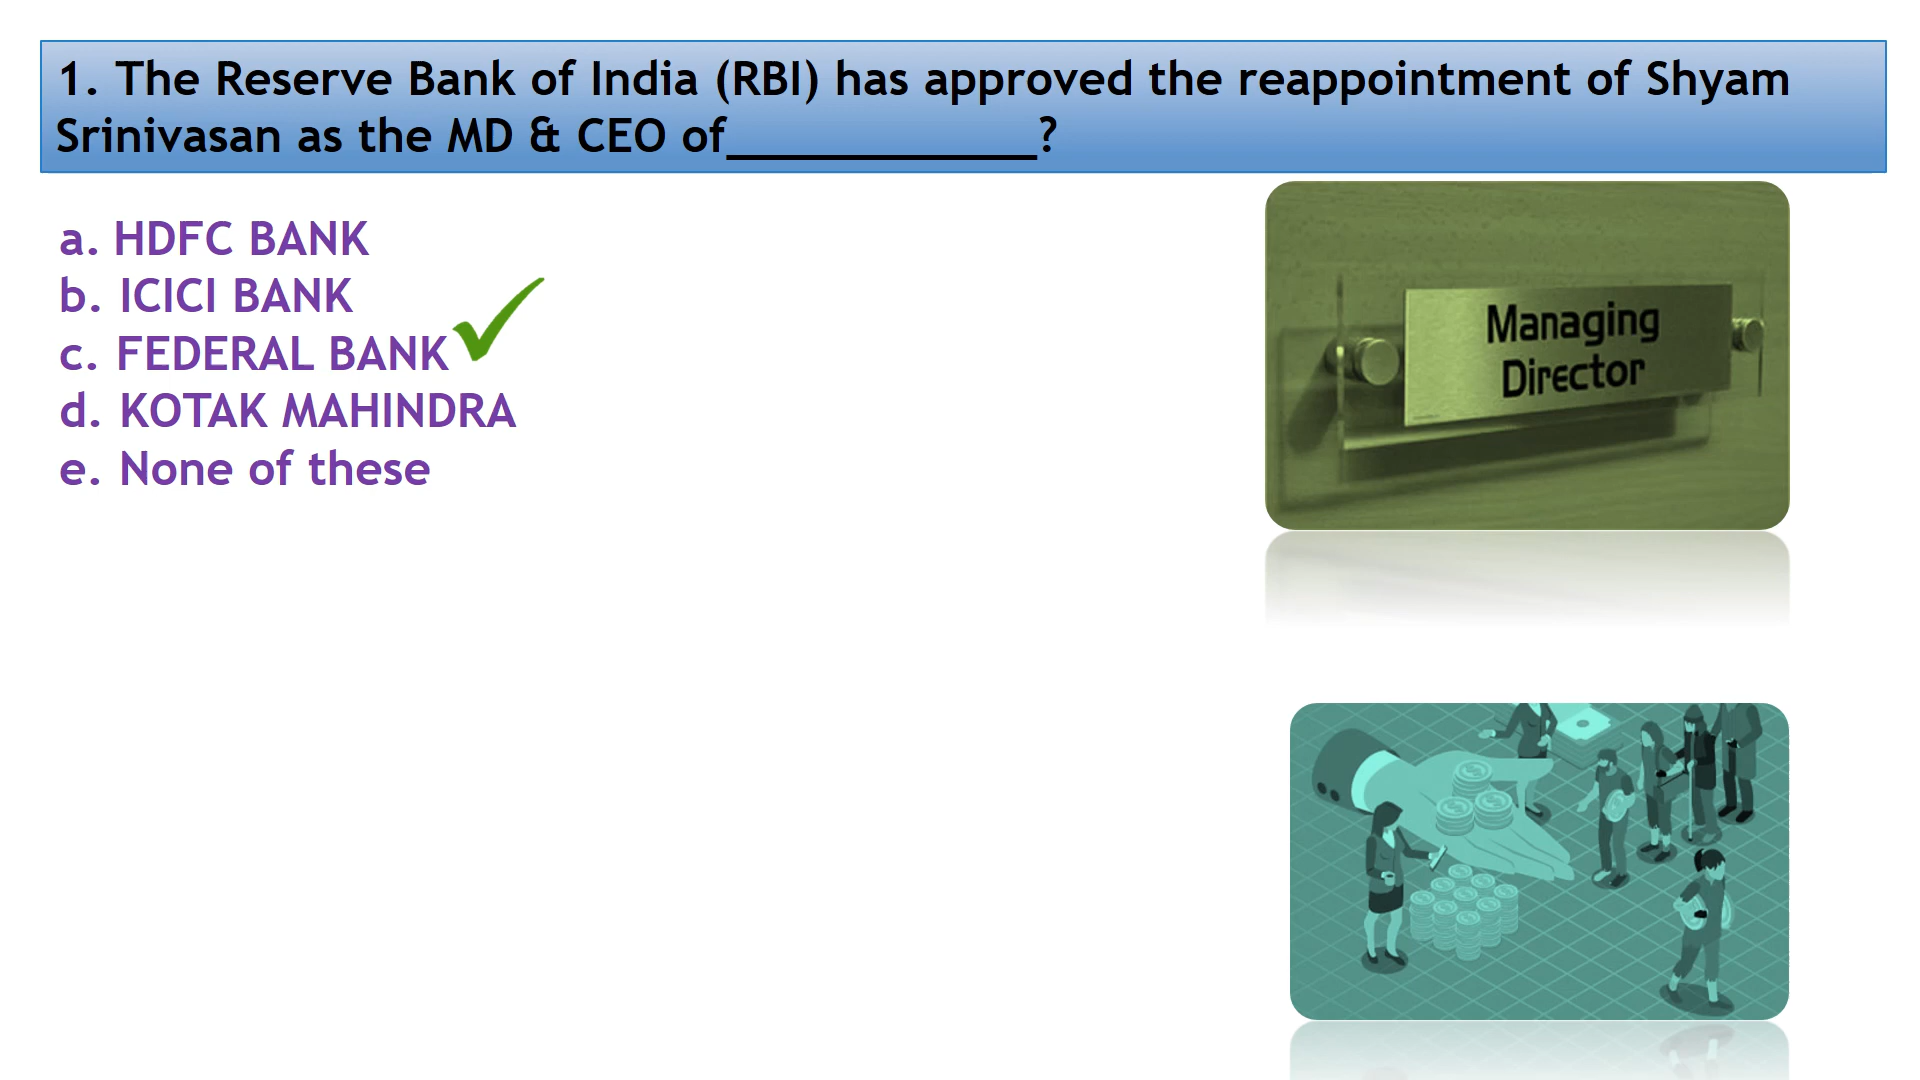 1. The Reserve Bank of India (RBI) has approved the reappointment of Shyam
Srinivasan as the MD & CEO of_____________?
a. HDFC BANK
b. ICICI BANK
c. FEDERAL BANK
d. KOTAK MAHINDRA
e. None of these
Managing
Director